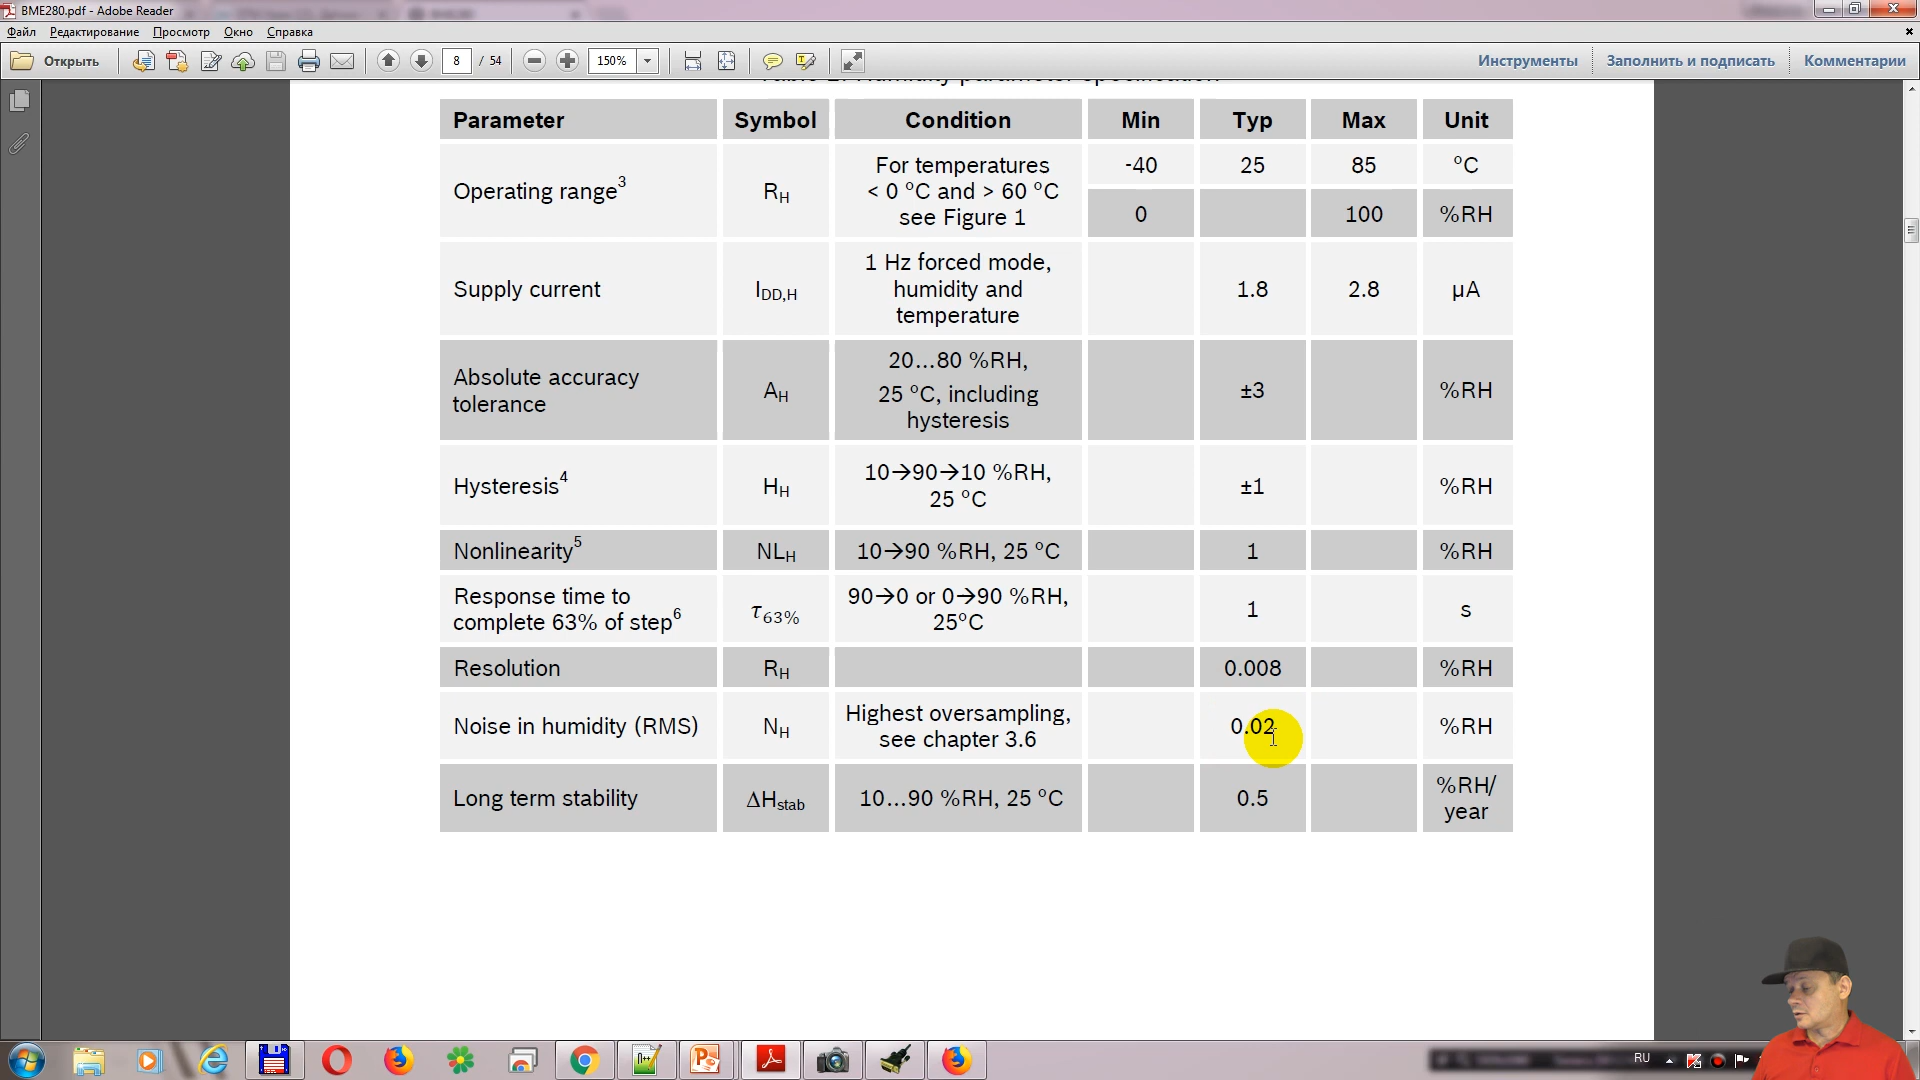 BME280.pdf - Adobe Reader
Файл Редактирование Просмотр Окно Справка
Открыть 8 / 54 150% Инструменты Заполнить и подписать Комментарии
Parameter Symbol Condition Min Typ Max Unit
Operating range3 RH For temperatures
< 0 °C and > 60 °C
see Figure 1
-40 25 85 °C
0 100 %RH
Supply current IDD,H 1 Hz forced mode,
humidity and
temperature
1.8 2.8 µA
Absolute accuracy
tolerance
AH 20...80 %RH,
25 °C, including
hysteresis
±3 %RH
Hysteresis4 HH 10→90→10 %RH,
25 °C
±1 %RH
Nonlinearity5 NLH 10→90 %RH, 25 °C 1 %RH
Response time to
complete 63% of step6
τ63% 90→0 or 0→90 %RH,
25°C
1 s
Resolution RH 0.008 %RH
Noise in humidity (RMS) NH Highest oversampling,
see chapter 3.6
0.02 %RH
Long term stability ΔHstab 10...90 %RH, 25 °C 0.5 %RH/
year
RU